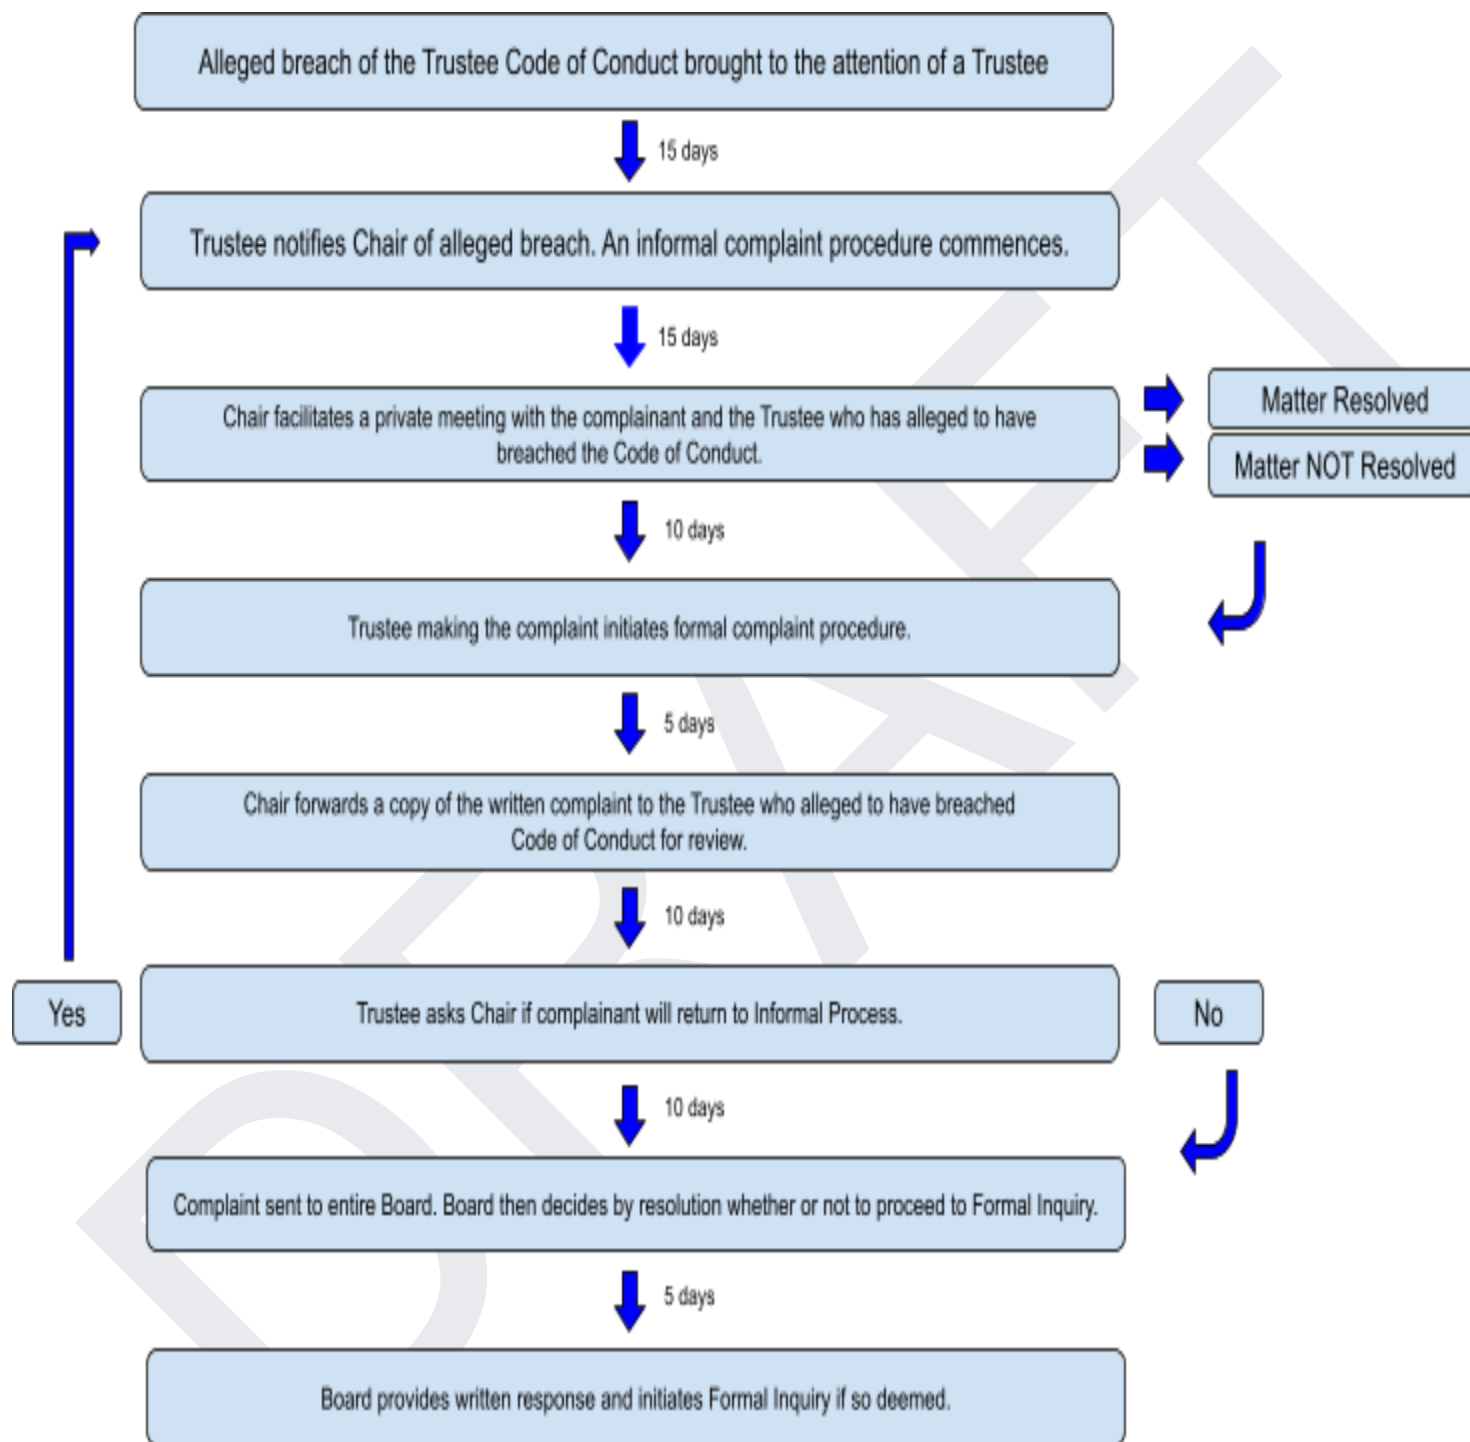 Alleged breach of the Trustee Code of Conduct brought to the attention of a Trustee
15 days
Trustee notifies Chair of alleged breach. An informal complaint procedure commences.
15 days
Chair facilitates a private meeting with the complainant and the Trustee who has alleged to have
breached the Code of Conduct.
Matter Resolved
Matter NOT Resolved
10 days
Trustee making the complaint initiates formal complaint procedure.
5 days
Chair forwards a copy of the written complaint to the Trustee who alleged to have breached
Code of Conduct for review.
10 days
Yes
Trustee asks Chair if complainant will return to Informal Process.
No
10 days
Complaint sent to entire Board. Board then decides by resolution whether or not to proceed to Formal Inquiry.
5 days
Board provides written response and initiates Formal Inquiry if so deemed.
DRAFT